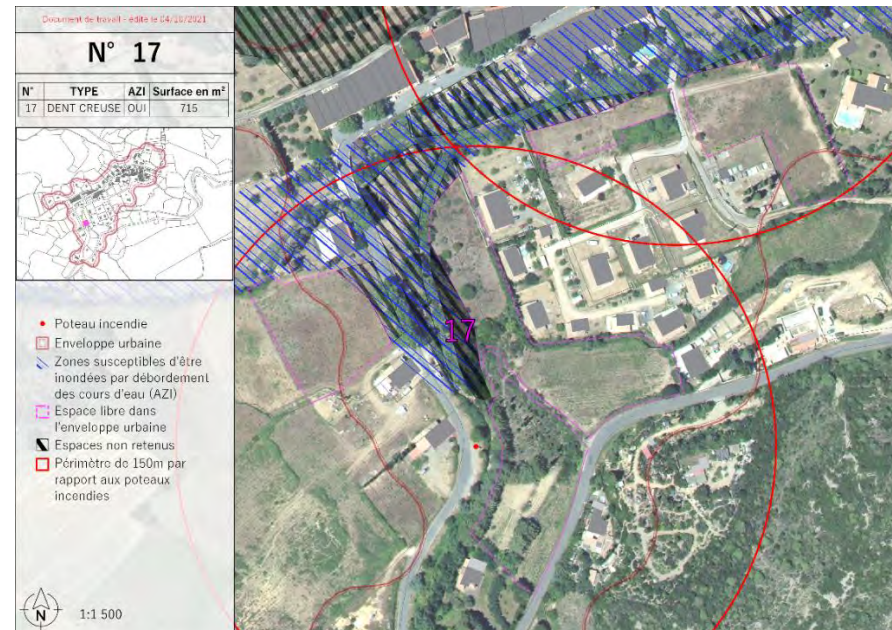 Document de travail - édité le 04/10/2021
N° 17
N° TYPE AZI Surface en m²
17 DENT CREUSE OUI 715
Poteau incendie
Enveloppe urbaine
Zones susceptibles d'être
inondées par débordement
des cours d'eau (AZI)
Espace libre dans
l'enveloppe urbaine
Espaces non retenus
Périmètre de 150m par
rapport aux poteaux
incendies
N 1:1 500
17